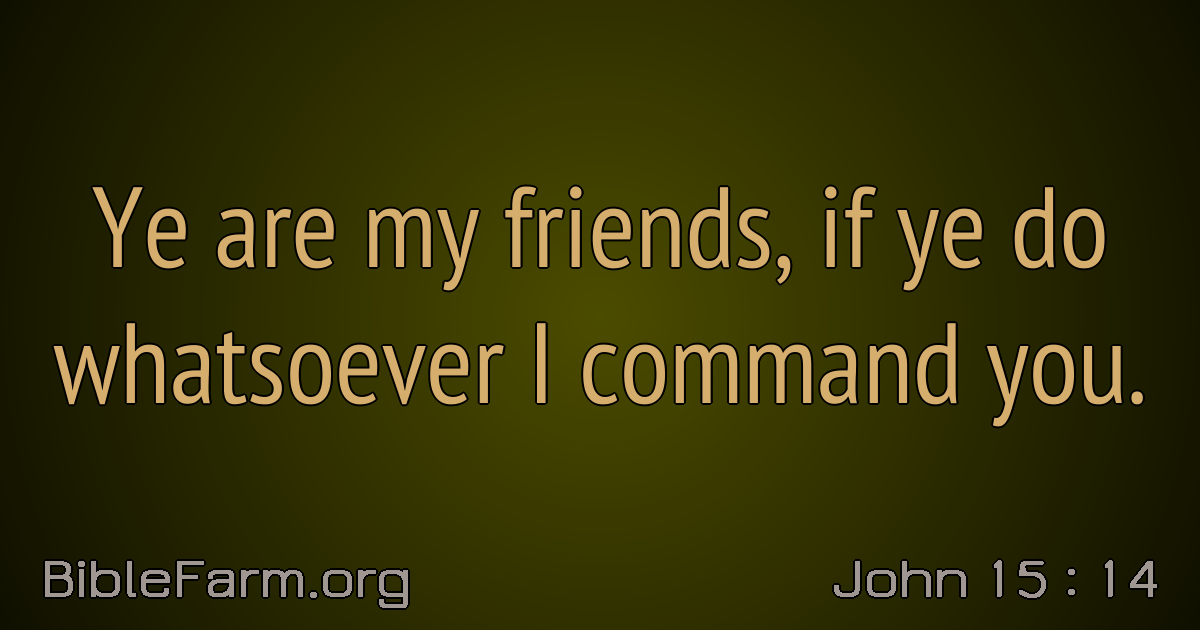 Ye are my friends, if ye do
whatsoever I command you.
BibleFarm.org
John 15 : 14